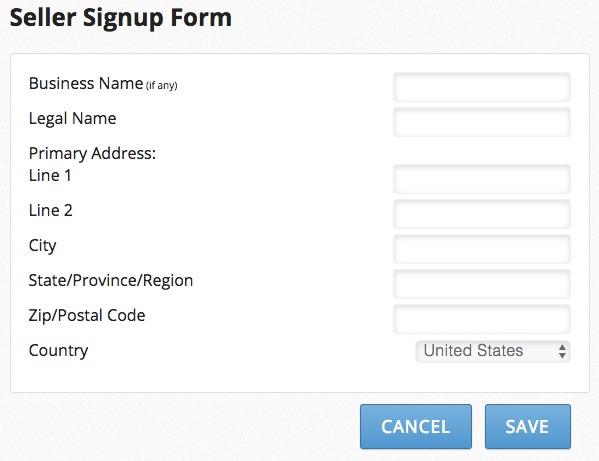 Seller Signup Form
Business Name (if any)
Legal Name
Primary Address:
Line 1
Line 2
City
State/Province/Region
Zip/Postal Code
Country United States
CANCEL SAVE